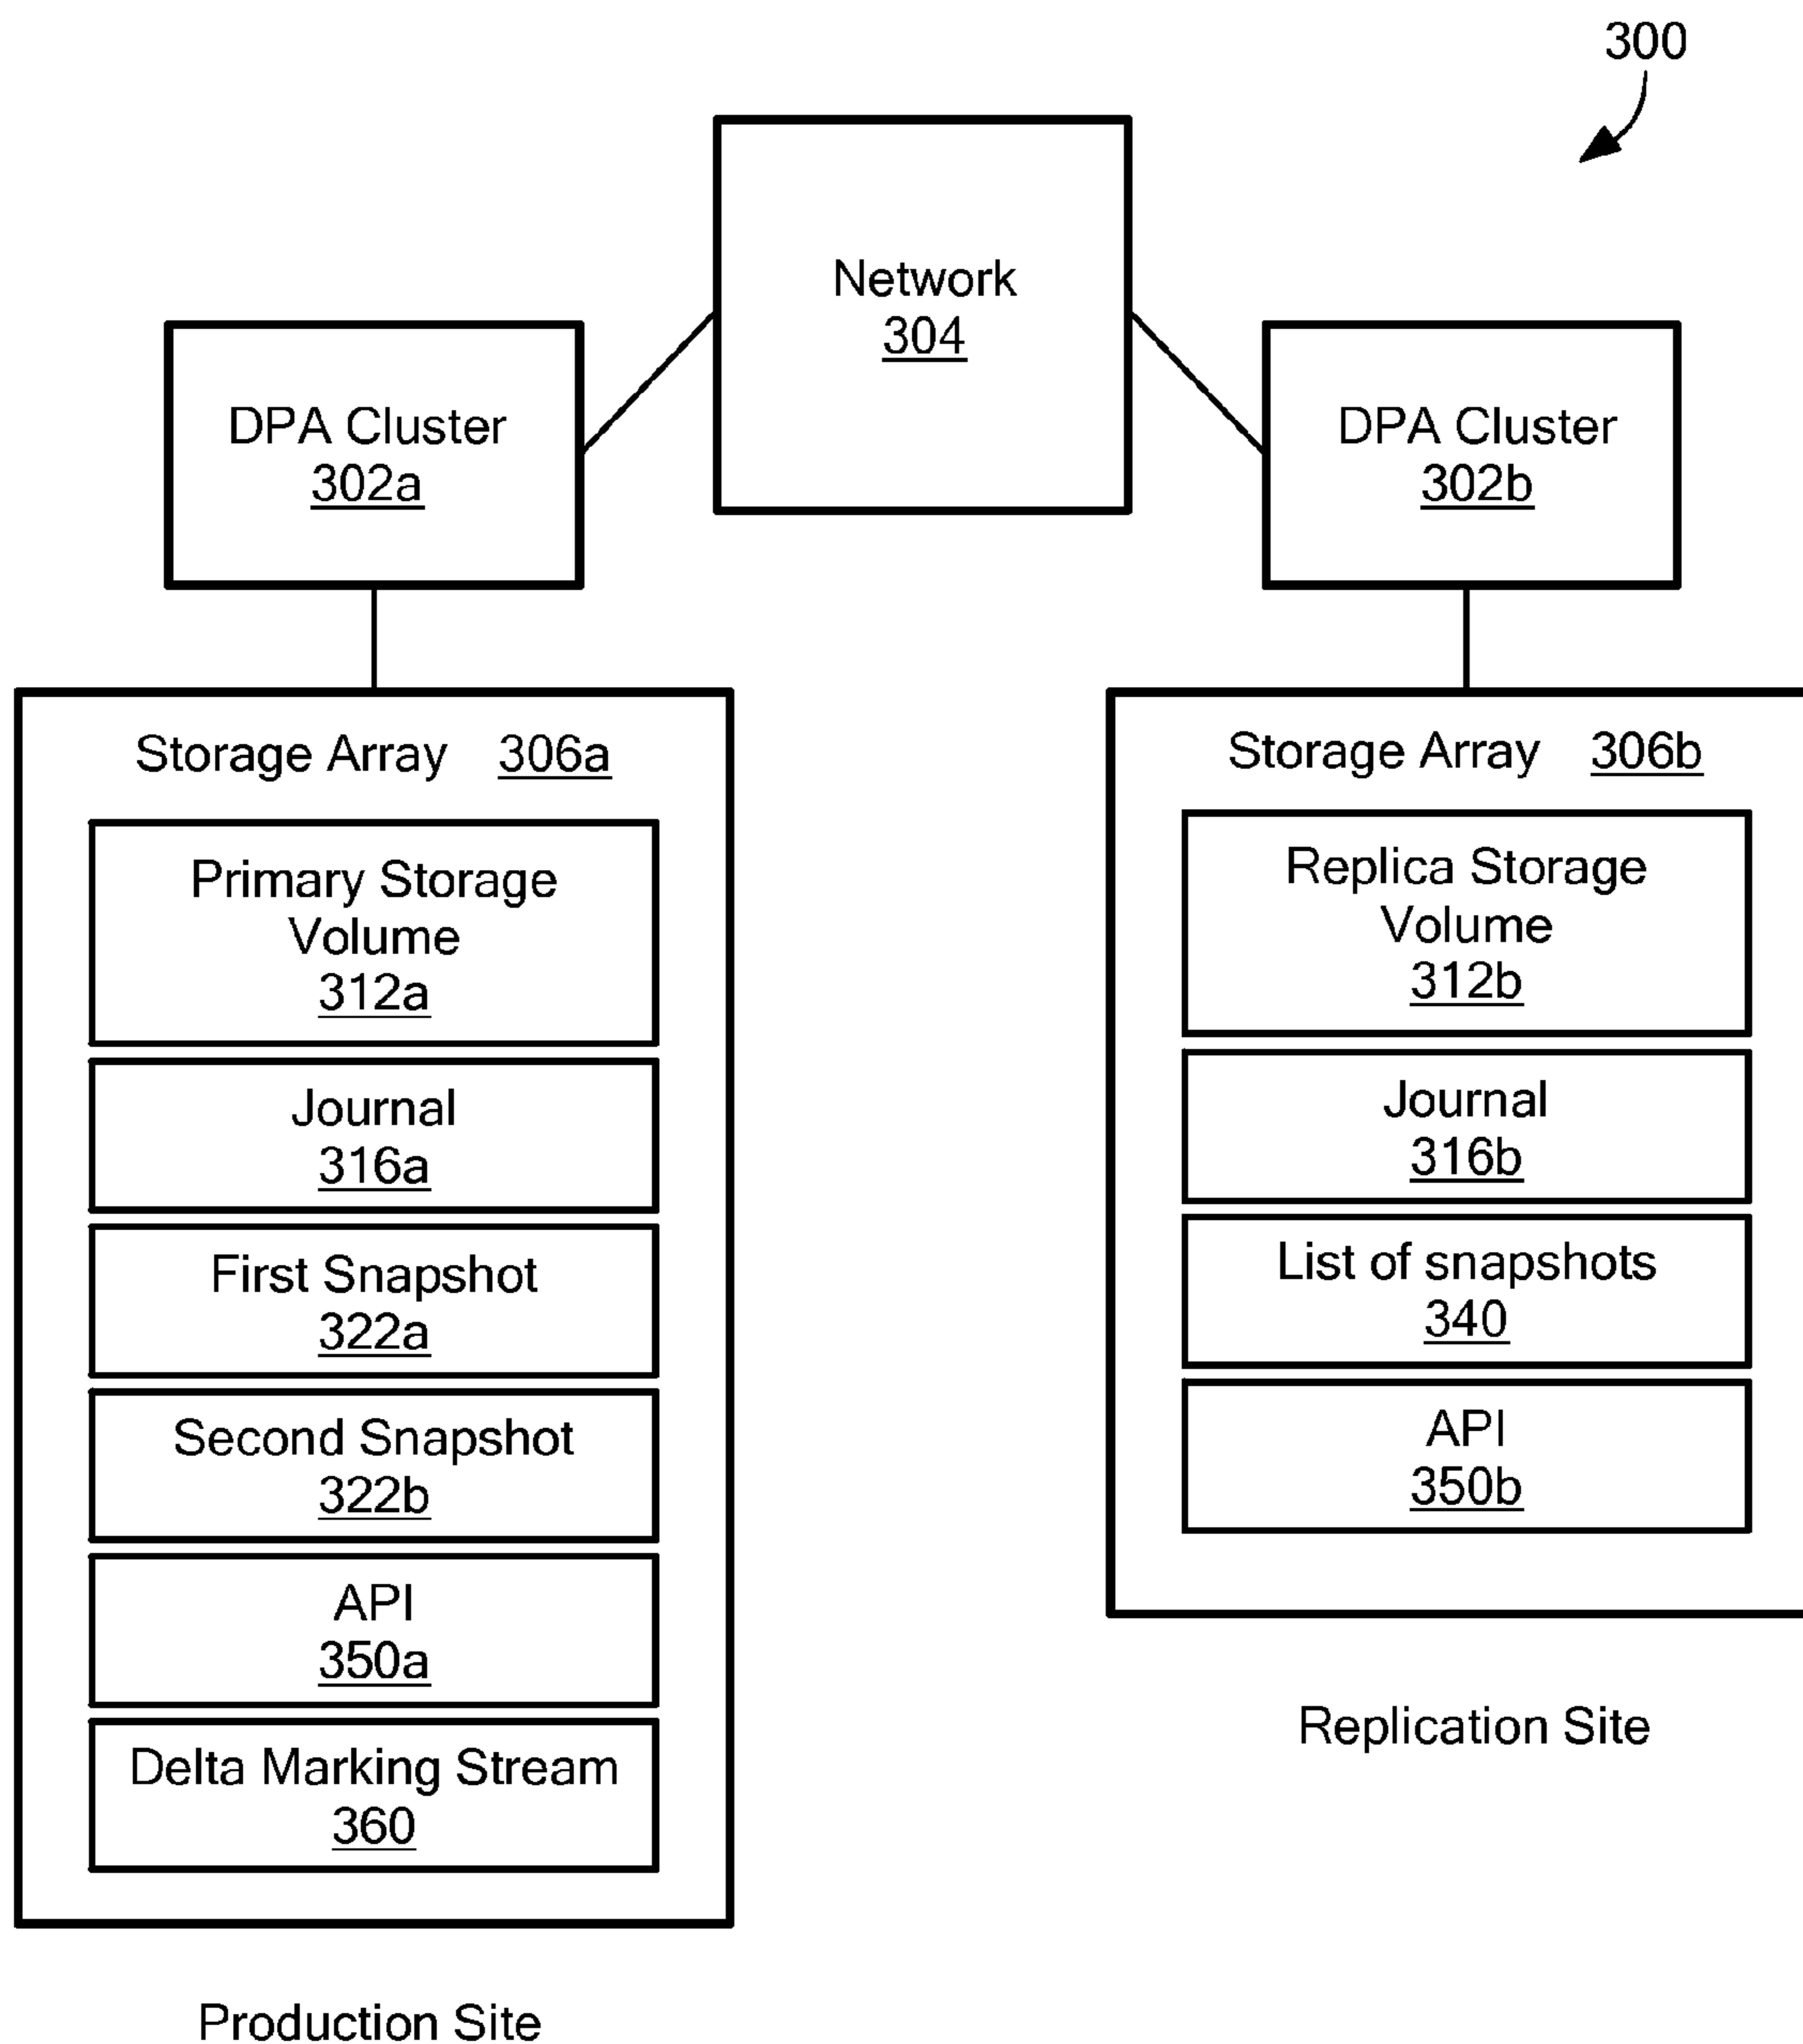 300
Network
304
DPA Cluster
302a
DPA Cluster
302b
Storage Array 306a
Primary Storage
Volume
312a
Journal
316a
First Snapshot
322a
Second Snapshot
322b
API
350a
Delta Marking Stream
360
Production Site
Storage Array 306b
Replica Storage
Volume
312b
Journal
316b
List of snapshots
340
API
350b
Replication Site